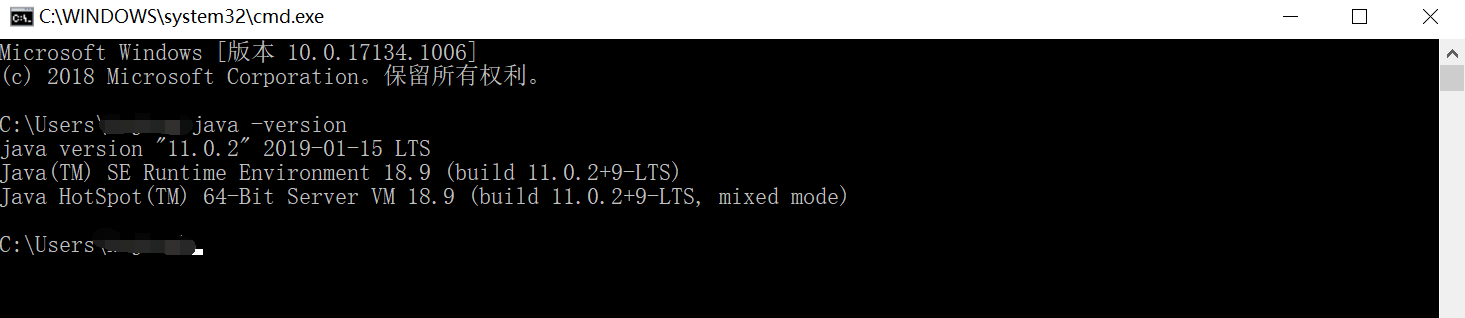 C:\WINDOWS\system32\cmd.exe
Microsoft Windows [版本 10.0.17134.1006]
(c) 2018 Microsoft Corporation。保留所有权利。
C:\Users\ java -version
java version "11.0.2" 2019-01-15 LTS
Java(TM) SE Runtime Environment 18.9 (build 11.0.2+9-LTS)
Java HotSpot(TM) 64-Bit Server VM 18.9 (build 11.0.2+9-LTS, mixed mode)
C:\Users\